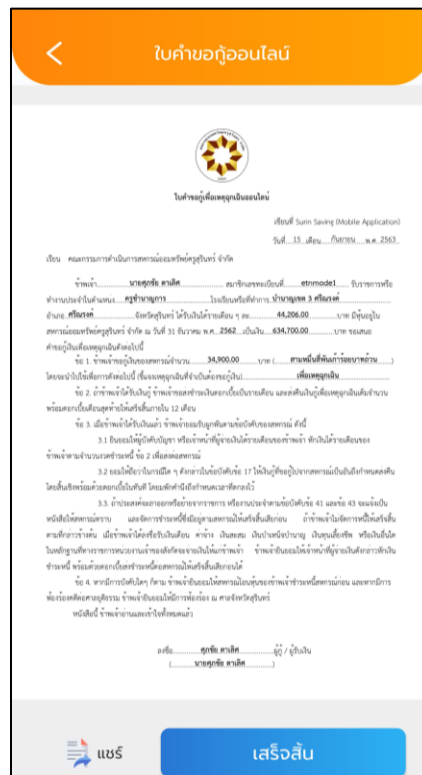 ใบคำขอกู้ออนไลน์
ใบคำขอกู้เพื่อเหตุฉุกเฉินออนไลน์
เขียนที่ Surin Saving (Mobile Application)
วันที่ 15 เดือน กันยายน พ.ศ. 2563
เรียน คณะกรรมการดำเนินการสหกรณ์ออมทรัพย์ครูสุรินทร์ จำกัด
ข้าพเจ้า นายศุภชัย ตาเลิศ สมาชิกเลขทะเบียนที่ etnmode1 รับราชการหรือ
ทำงานประจำในตำแหน่ง ครูชำนาญการ โรงเรียนหรือที่ทำการ บำนาญเขต 3 ศรีณรงค์
อำเภอ ศรีณรงค์ จังหวัดสุรินทร์ ได้รับเงินได้รายเดือน ๆ ละ 44,206.00 บาท มีหุ้นอยู่ใน
สหกรณ์ออมทรัพย์ครูสุรินทร์ จำกัด ณ วันที่ 31 ธันวาคม พ.ศ. 2562 เป็นเงิน 634,700.00 บาท ขอเสนอ
คำขอกู้เงินเพื่อเหตุฉุกเฉินดังต่อไปนี้
ข้อ 1. ข้าพเจ้าขอกู้เงินของสหกรณ์จำนวน 34,900.00 บาท ( สามหมื่นสี่พันเก้าร้อยบาทถ้วน )
โดยจะนำไปใช้เพื่อการดังต่อไปนี้ (ชี้แจงเหตุฉุกเฉินที่จำเป็นต้องขอกู้เงิน) เพื่อเหตุฉุกเฉิน
ข้อ 2. ถ้าข้าพเจ้าได้รับเงินกู้ ข้าพเจ้าขอส่งชำระเงินดอกเบี้ยเป็นรายเดือน และส่งคืนเงินกู้เพื่อเหตุฉุกเฉินเต็มจำนวน
พร้อมดอกเบี้ยเดือนสุดท้ายให้เสร็จสิ้นภายใน 12 เดือน
ข้อ 3. เมื่อข้าพเจ้าได้รับเงินแล้ว ข้าพเจ้ายอมรับผูกพันตามข้อบังคับของสหกรณ์ ดังนี้
3.1 ยินยอมให้ผู้บังคับบัญชา หรือเจ้าหน้าที่ผู้จ่ายเงินได้รายเดือนของข้าพเจ้า หักเงินได้รายเดือนของ
ข้าพเจ้าตามจำนวนงวดชำระหนี้ ข้อ 2 เพื่อส่งต่อสหกรณ์
3.2 ยอมให้ถือว่าในกรณีใด ๆ ดังกล่าวในข้อบังคับข้อ 17 ให้เงินกู้ที่ขอกู้ไปจากสหกรณ์เป็นอันถึงกำหนดส่งคืน
โดยสิ้นเชิงพร้อมด้วยดอกเบี้ยในทันที โดยมิพักคำนึงถึงกำหนดเวลาที่ตกลงไว้
3.3. ถ้าประสงค์จะลาออกหรือย้ายจากราชการ หรืองานประจำตามข้อบังคับข้อ 41 และข้อ 43 จะแจ้งเป็น
หนังสือให้สหกรณ์ทราบ และจัดการชำระหนี้ซึ่งมีอยู่ตามสหกรณ์ให้เสร็จสิ้นเสียก่อน ถ้าข้าพเจ้าไม่จัดการหนี้ให้เสร็จสิ้น
ตามที่กล่าวข้างต้น เมื่อข้าพเจ้าได้ลงชื่อรับเงินเดือน ค่าจ้าง เงินสะสม เงินบำเหน็จบำนาญ เงินทุนเลี้ยงชีพ หรือเงินอื่นใด
ในหลักฐานที่ทางราชการหน่วยงานเจ้าของสังกัดจะจ่ายเงินให้แก่ข้าพเจ้า ข้าพเจ้ายินยอมให้เจ้าหน้าที่ผู้จ่ายเงินดังกล่าวหักเงิน
ชำระหนี้ พร้อมด้วยดอกเบี้ยส่งชำระหนี้ต่อสหกรณ์ให้เสร็จสิ้นเสียก่อนได้
ข้อ 4. หากมีการบังคับใดๆ ก็ตาม ข้าพเจ้ายินยอมให้สหกรณ์โอนหุ้นของข้าพเจ้าชำระหนี้สหกรณ์ก่อน และหากมีการ
ฟ้องร้องคดีต่อศาลยุติธรรม ข้าพเจ้ายินยอมให้มีการฟ้องร้อง ณ ศาลจังหวัดสุรินทร์
หนังสือนี้ ข้าพเจ้าอ่านและเข้าใจทั้งหมดแล้ว
ลงชื่อ ศุภชัย ตาเลิศ ผู้กู้ / ผู้รับเงิน
( นายศุภชัย ตาเลิศ )
แชร์
เสร็จสิ้น